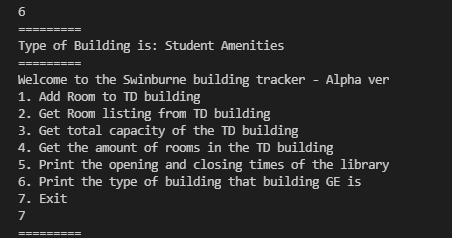 6
=========
Type of Building is: Student Amenities
=========
Welcome to the Swinburne building tracker - Alpha ver
1. Add Room to TD building
2. Get Room listing from TD building
3. Get total capacity of the TD building
4. Get the amount of rooms in the TD building
5. Print the opening and closing times of the library
6. Print the type of building that building GE is
7. Exit
7
=========